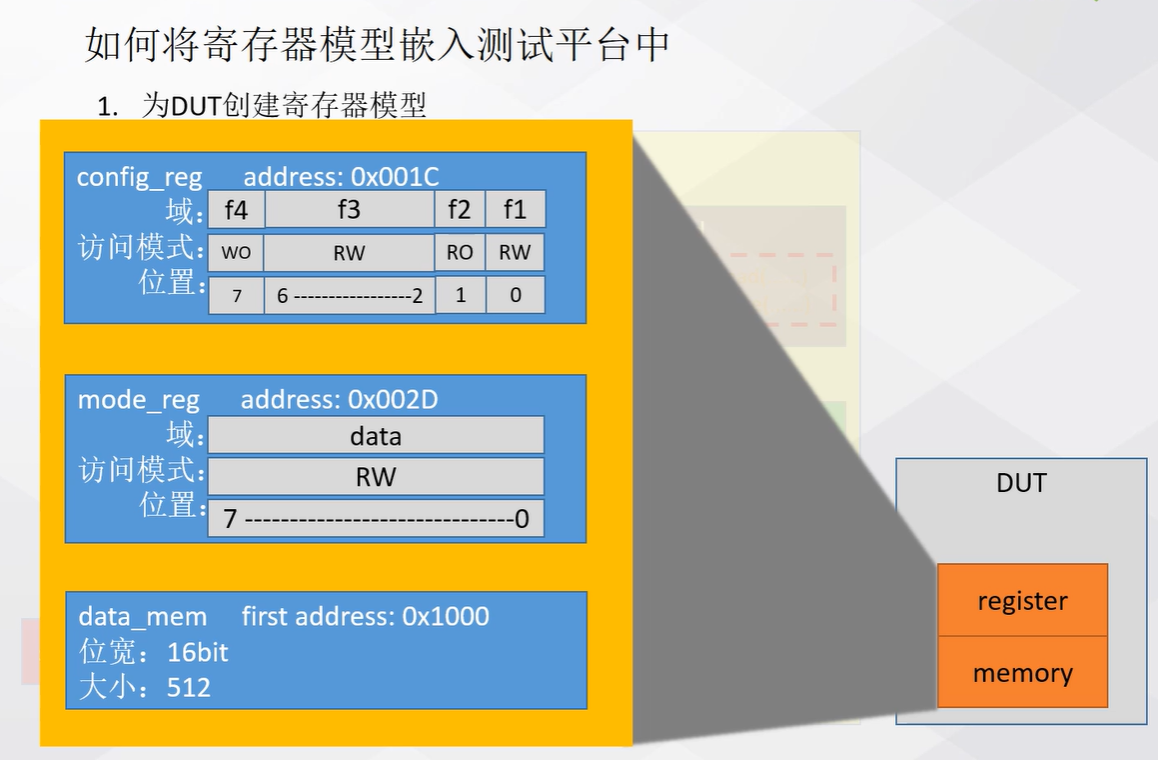 如何将寄存器模型嵌入测试平台中
1. 为DUT创建寄存器模型
config_reg address: 0x001C
域： f4 f3 f2 f1
访问模式： WO RW RO RW
位置： 7 6 -----------------2 1 0
mode_reg address: 0x002D
域： data
访问模式： RW
位置： 7 ------------------------------0
data_mem first address: 0x1000
位宽：16bit
大小：512
DUT
register
memory